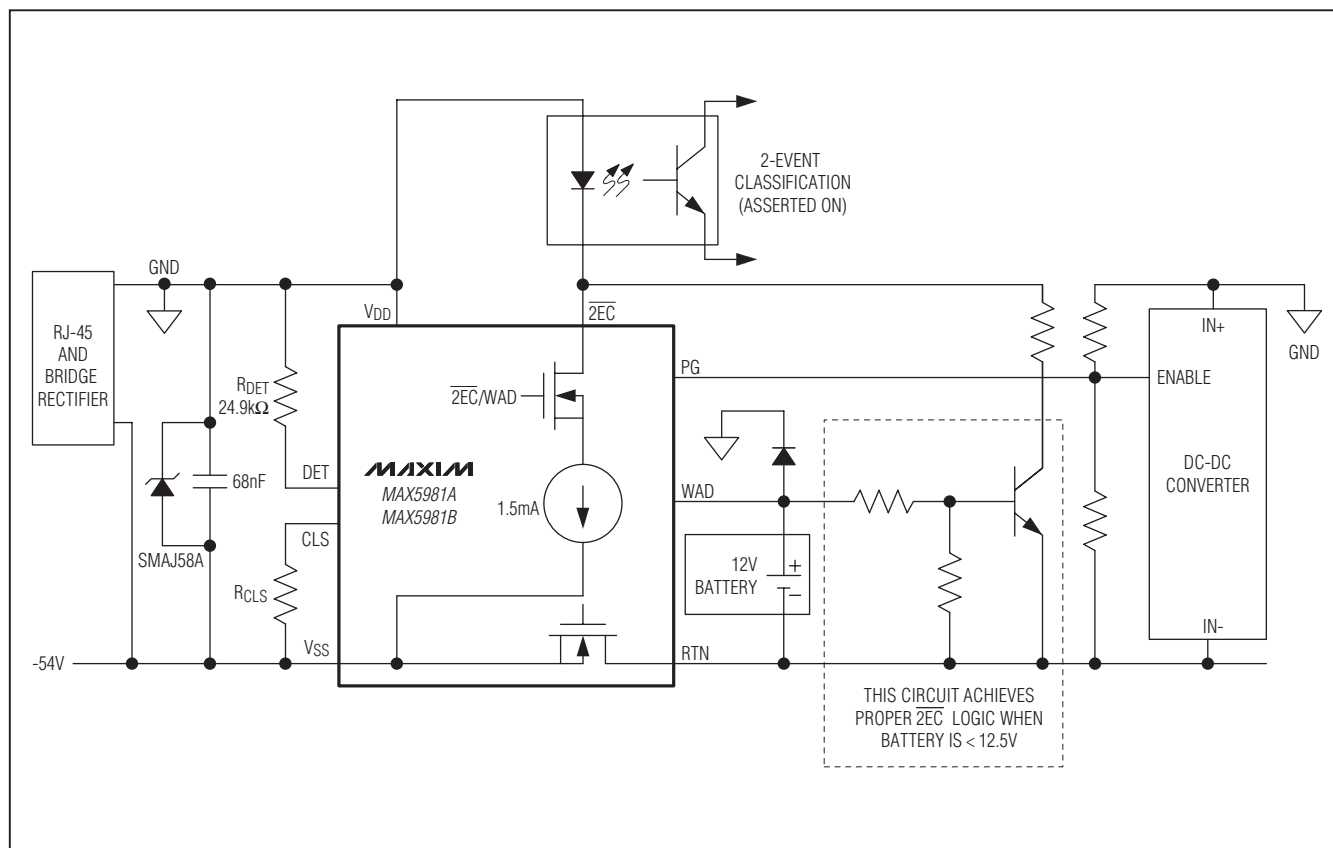 2-EVENT
CLASSIFICATION
(ASSERTED ON)
GND
RJ-45
AND
BRIDGE
RECTIFIER
VDD
2EC
IN+
GND
RDET
24.9kΩ
2EC/WAD
PG
ENABLE
68nF
DET
MAXIM
MAX5981A
MAX5981B
1.5mA
WAD
DC-DC
CONVERTER
SMAJ58A
CLS
RCLS
12V
BATTERY
+
−
IN-
-54V
VSS
RTN
THIS CIRCUIT ACHIEVES
PROPER 2EC LOGIC WHEN
BATTERY IS < 12.5V